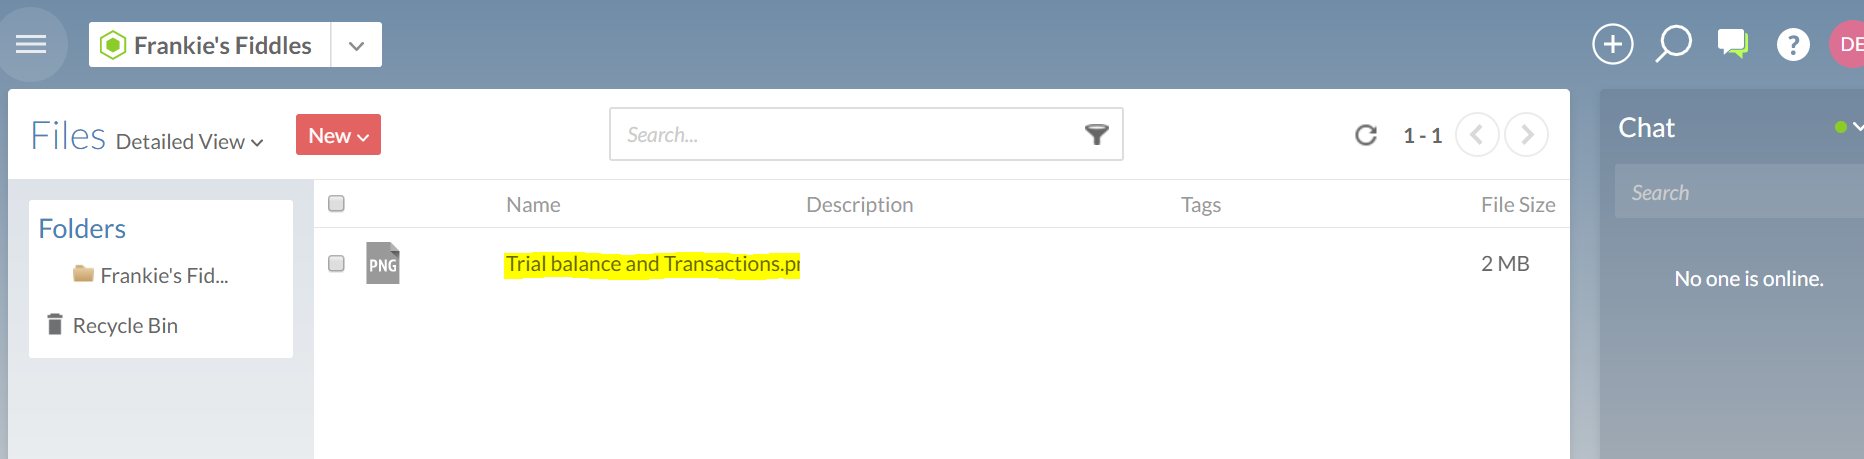 Frankie's Fiddles
DE
Files Detailed View New Search... 1 - 1
Chat
Search
Folders
Frankie's Fid...
Recycle Bin
Name Description Tags File Size
PNG Trial balance and Transactions.pn 2 MB
No one is online.